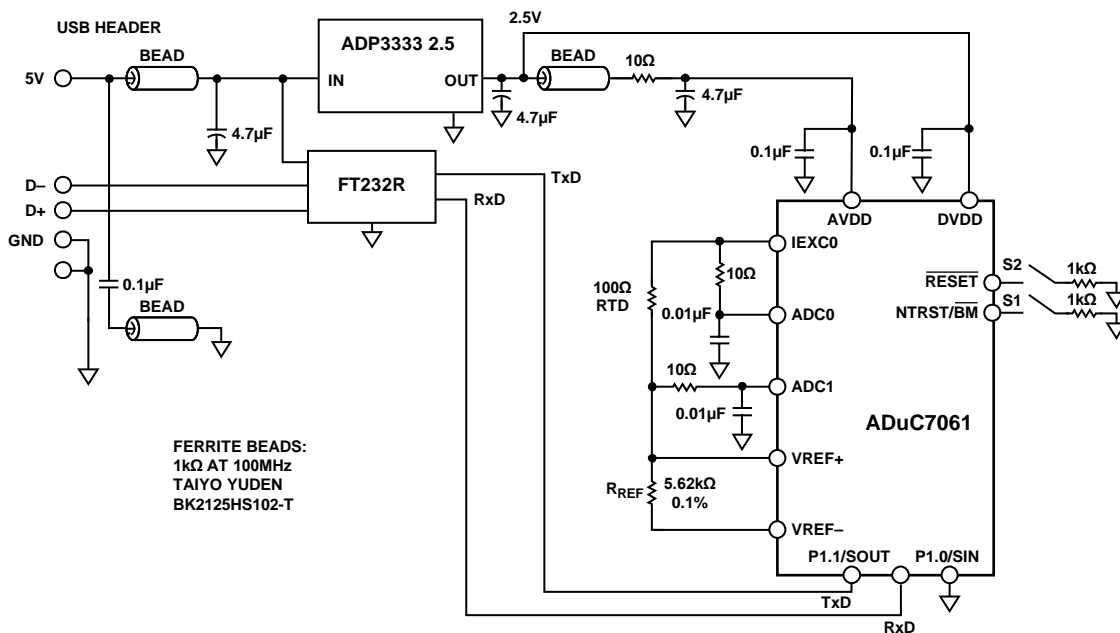 USB HEADER
5V
BEAD
4.7µF
ADP3333 2.5
IN
OUT
2.5V
4.7µF
BEAD
10Ω
4.7µF
0.1µF
0.1µF
D–
D+
GND
FT232R
TxD
RxD
0.1µF
BEAD
AVDD
DVDD
IEXC0
10Ω
100Ω
RTD
0.01µF
ADC0
10Ω
ADC1
0.01µF
VREF+
RREF
5.62kΩ
0.1%
VREF–
RESET
NTRST/BM
S2
1kΩ
S1
1kΩ
ADuC7061
P1.1/SOUT
P1.0/SIN
TxD
RxD
FERRITE BEADS:
1kΩ AT 100MHz
TAIYO YUDEN
BK2125HS102-T